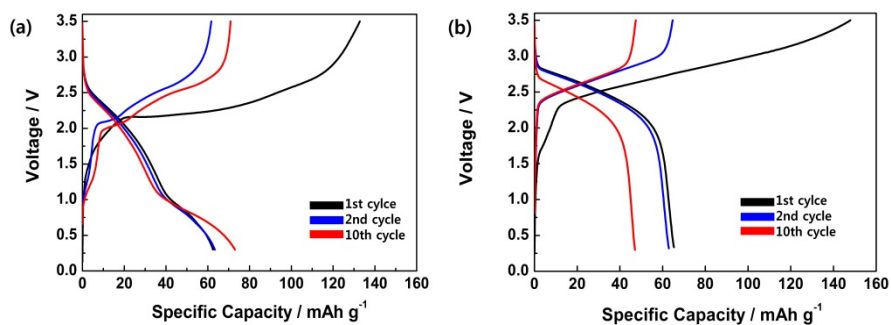 (a)
Voltage / V
3.5
3.0
2.5
2.0
1.5
1.0
0.5
0.0
1st cylce
2nd cycle
10th cycle
0 20 40 60 80 100 120 140 160
Specific Capacity / mAh g-1
(b)
Voltage / V
3.5
3.0
2.5
2.0
1.5
1.0
0.5
0.0
1st cylce
2nd cycle
10th cycle
0 20 40 60 80 100 120 140 160
Specific Capacity / mAh g-1